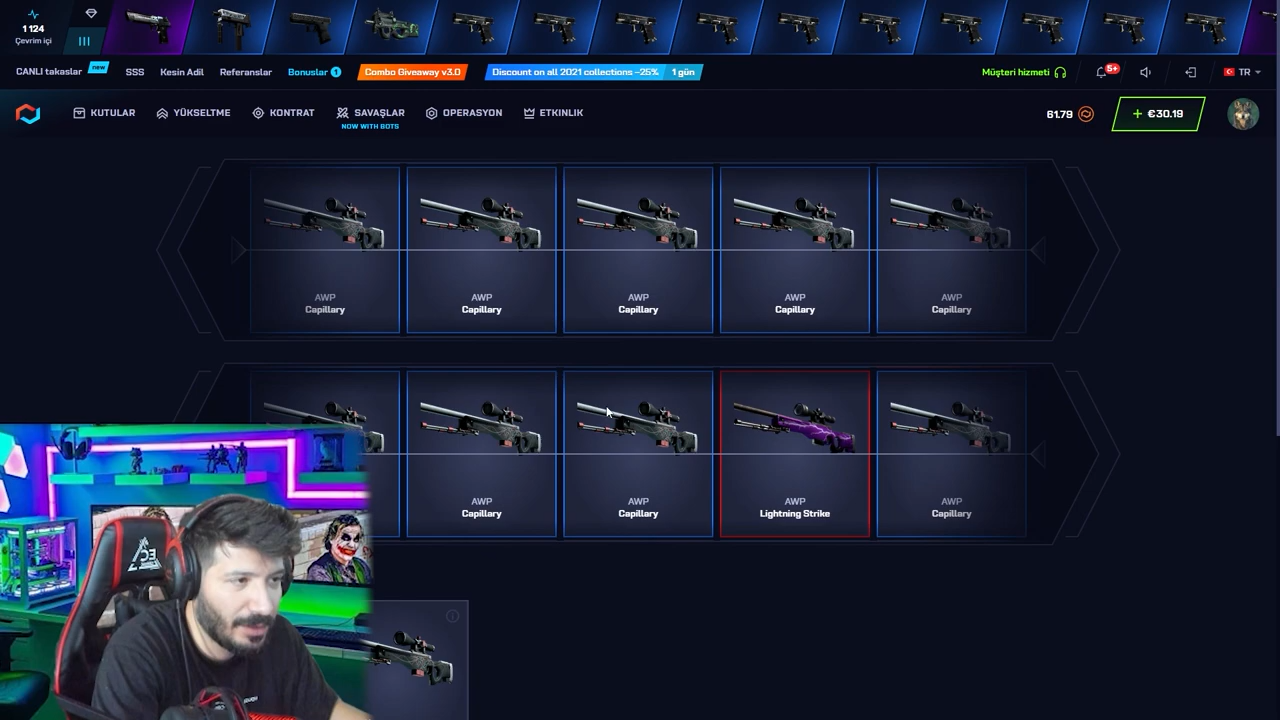 1 124
Çevrim içi
CANLI takaslar new SSS Kesin Adil Referanslar Bonuslar 1 Combo Giveaway v3.0 Discount on all 2021 collections -25% 1 gün Müşteri hizmeti 5+ TR
KUTULAR YÜKSELTME KONTRAT SAVAŞLAR OPERASYON ETKINLIK 61.79 + €30.19
NOW WITH BOTS
AWP AWP AWP AWP AWP
Capillary Capillary Capillary Capillary Capillary
AWP AWP AWP AWP
Capillary Capillary Lightning Strike Capillary